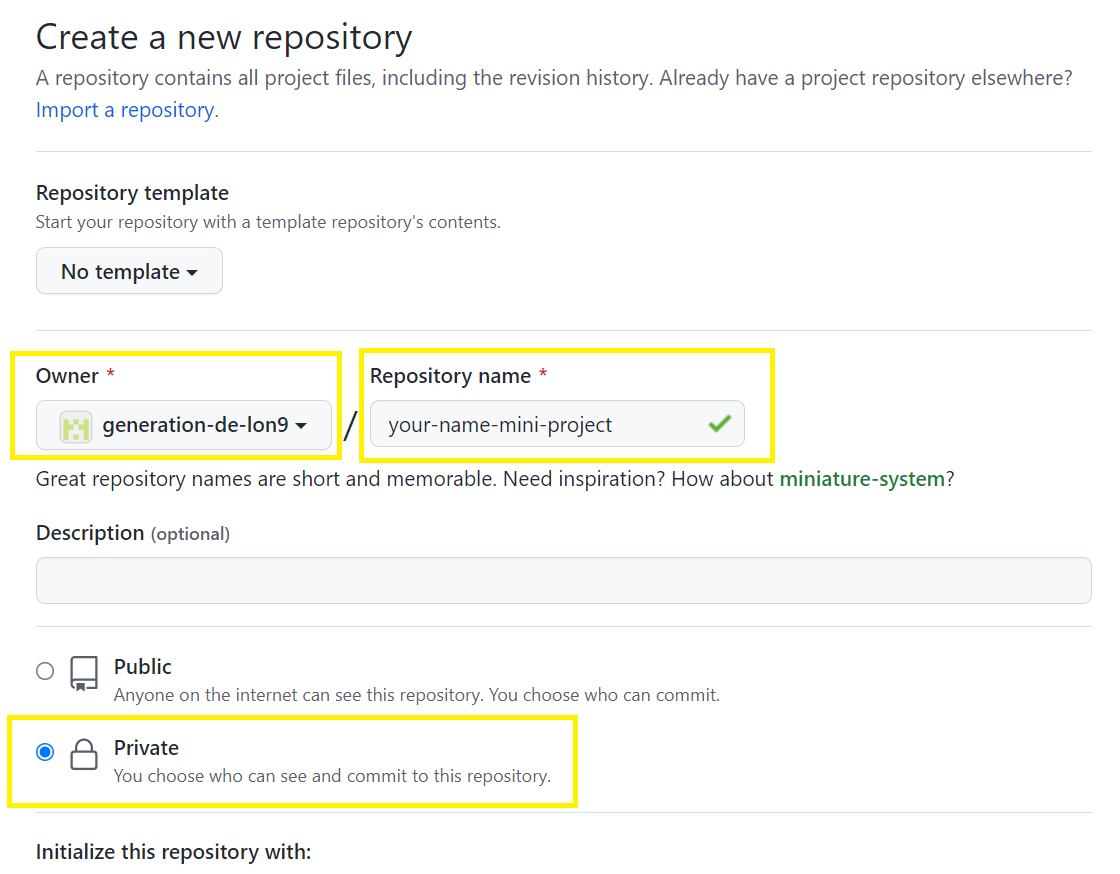 Create a new repository
A repository contains all project files, including the revision history. Already have a project repository elsewhere?
Import a repository.
Repository template
Start your repository with a template repository's contents.
No template
Owner *
Repository name *
generation-de-lon9
/
your-name-mini-project
Great repository names are short and memorable. Need inspiration? How about miniature-system?
Description (optional)
Public
Anyone on the internet can see this repository. You choose who can commit.
Private
You choose who can see and commit to this repository.
Initialize this repository with: